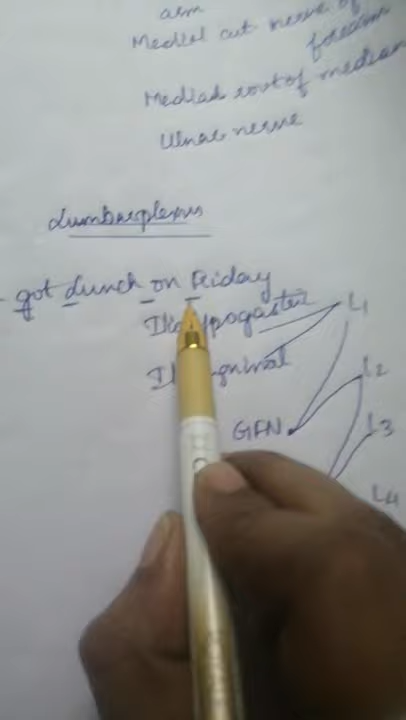 arm
Medial cut nerve of
forearm
Medial root of median
Ulnar nerve
Lumbar plexus
- got Lunch on Friday
L1
L2
GFN
L3
L4